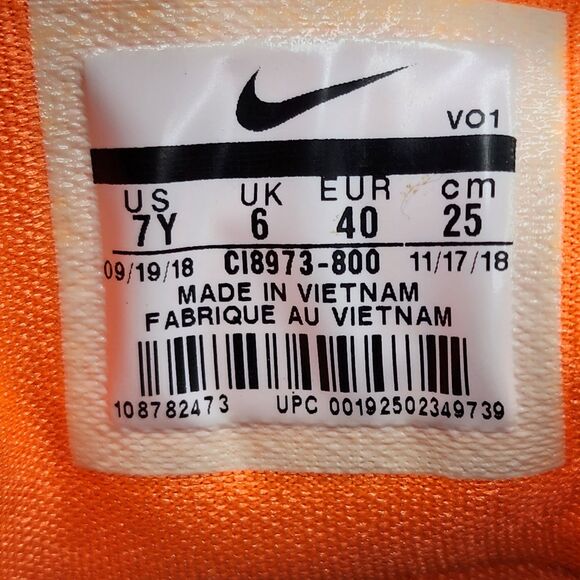 VO1
US UK EUR cm
7Y 6 40 25
09/19/18 CI8973-800 11/17/18
MADE IN VIETNAM
FABRIQUE AU VIETNAM
108782473 UPC 00192502349739